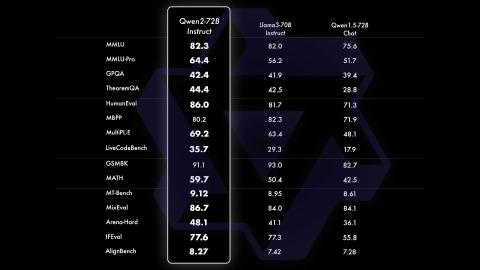 Qwen2-72B Llama3-70B Qwen1.5-72B
Instruct Instruct Chat
MMLU 82.3 82.0 75.6
MMLU-Pro 64.4 56.2 51.7
GPQA 42.4 41.9 39.4
TheoremQA 44.4 42.5 28.8
HumanEval 86.0 81.7 71.3
MBPP 80.2 82.3 71.9
MultiPL-E 69.2 63.4 48.1
LiveCodeBench 35.7 29.3 17.9
GSM8K 91.1 93.0 82.7
MATH 59.7 50.4 42.5
MT-Bench 9.12 8.95 8.61
MixEval 86.7 84.0 84.1
Arena-Hard 48.1 41.1 36.1
IFEval 77.6 77.3 55.8
AlignBench 8.27 7.42 7.28